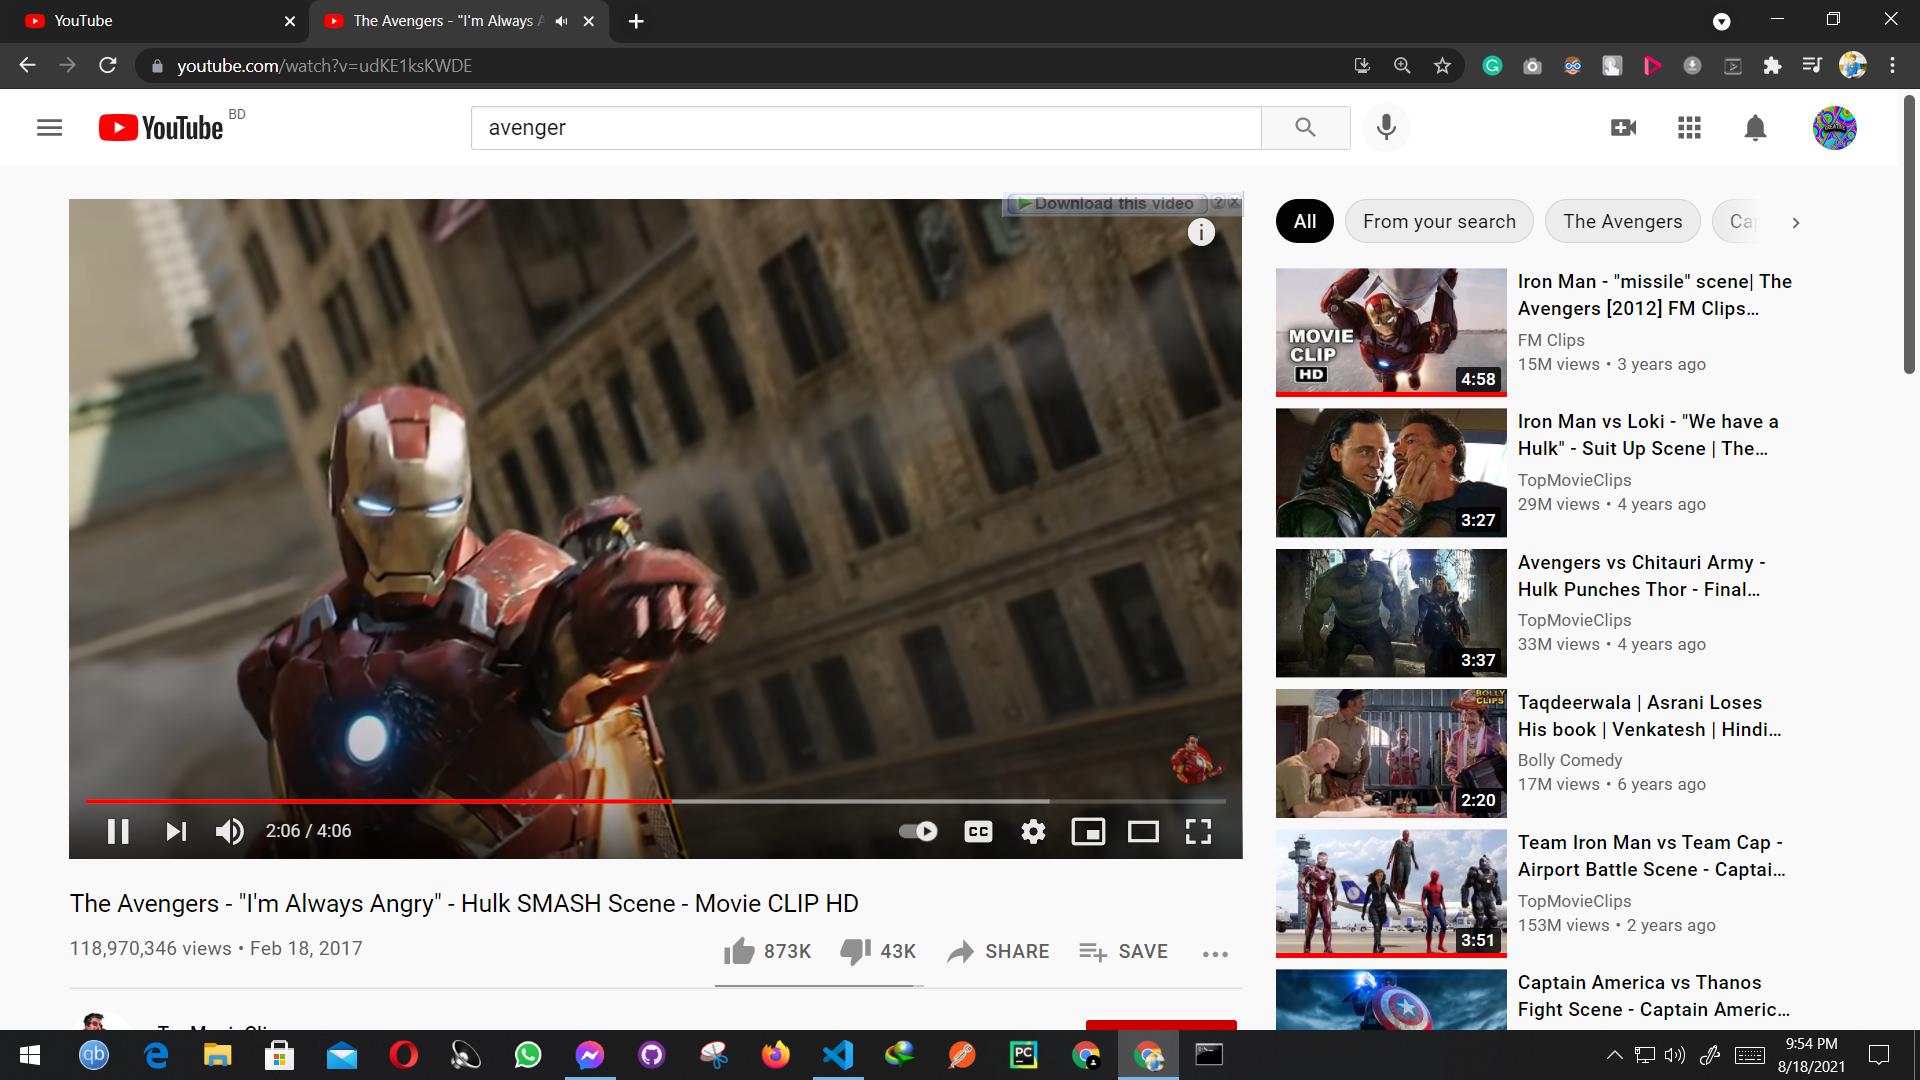 YouTube
The Avengers - "I'm Always A
youtube.com/watch?v=udKE1ksKWDE
YouTube BD
avenger
Download this video ? x
i
2:06 / 4:06
CC
The Avengers - "I'm Always Angry" - Hulk SMASH Scene - Movie CLIP HD
118,970,346 views • Feb 18, 2017
873K
43K
SHARE
SAVE
All
From your search
The Avengers
Ca
MOVIE
CLIP
HD
4:58
Iron Man - "missile" scene| The
Avengers [2012] FM Clips...
FM Clips
15M views • 3 years ago
3:27
Iron Man vs Loki - "We have a
Hulk" - Suit Up Scene | The...
TopMovieClips
29M views • 4 years ago
3:37
Avengers vs Chitauri Army -
Hulk Punches Thor - Final...
TopMovieClips
33M views • 4 years ago
BOLLY
CLIPS
2:20
Taqdeerwala | Asrani Loses
His book | Venkatesh | Hindi...
Bolly Comedy
17M views • 6 years ago
3:51
Team Iron Man vs Team Cap -
Airport Battle Scene - Captai...
TopMovieClips
153M views • 2 years ago
Captain America vs Thanos
Fight Scene - Captain Americ...
qb
PC
9:54 PM
8/18/2021